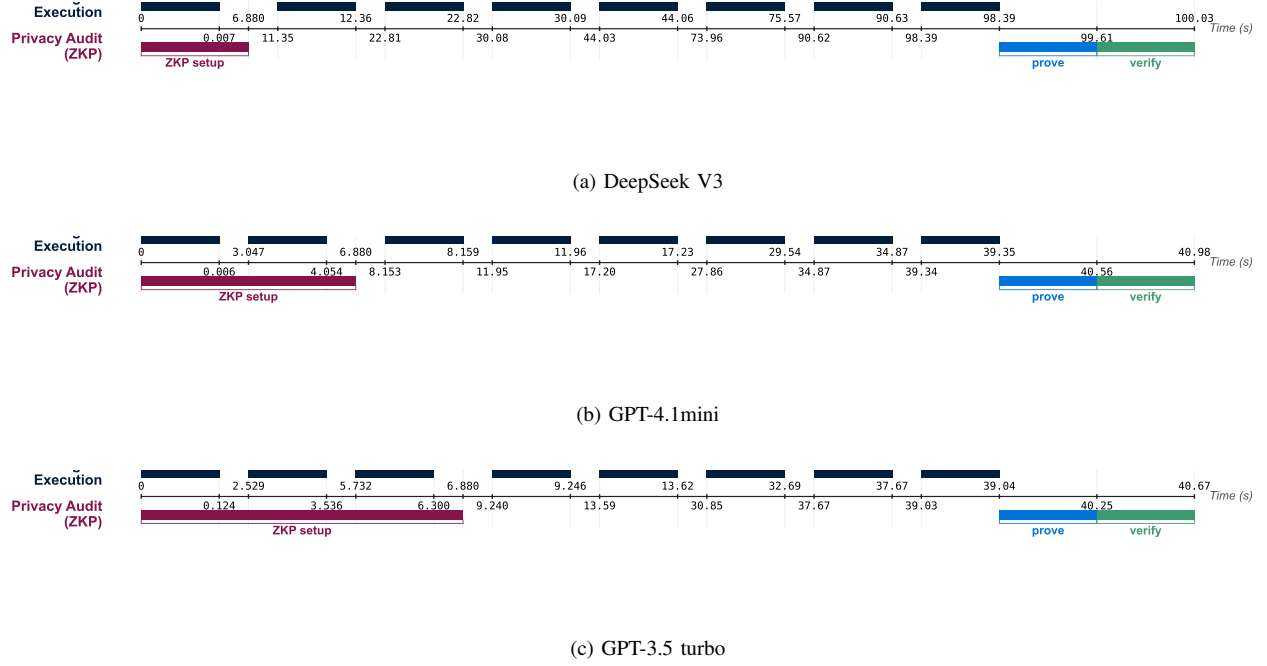 Execution
0 6.880 12.36 22.82 30.09 44.06 75.57 90.63 98.39 100.03
Time (s)
Privacy Audit
(ZKP)
0.007 11.35 22.81 30.08 44.03 73.96 90.62 98.39 99.61
ZKP setup prove verify
(a) DeepSeek V3
Execution
0 3.047 6.880 8.159 11.96 17.23 29.54 34.87 39.35 40.98
Time (s)
Privacy Audit
(ZKP)
0.006 4.054 8.153 11.95 17.20 27.86 34.87 39.34 40.56
ZKP setup prove verify
(b) GPT-4.1mini
Execution
0 2.529 5.732 6.880 9.246 13.62 32.69 37.67 39.04 40.67
Time (s)
Privacy Audit
(ZKP)
0.124 3.536 6.300 9.240 13.59 30.85 37.67 39.03 40.25
ZKP setup prove verify
(c) GPT-3.5 turbo